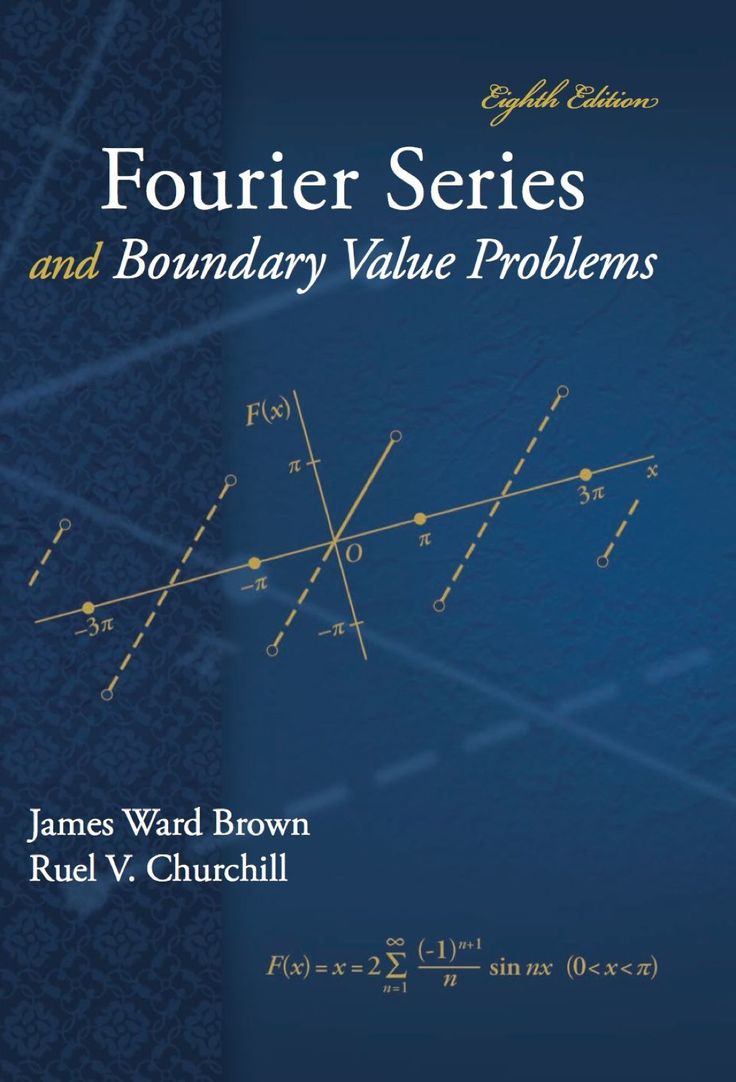 Eighth Edition
Fourier Series
and Boundary Value Problems
F(x)
π
x
3π
O
π
−π
−π
−3π
James Ward Brown
Ruel V. Churchill
F(x) = x = 2 ∞ Σ n=1 (-1)ⁿ⁺¹ / n sin nx (0<x<π)